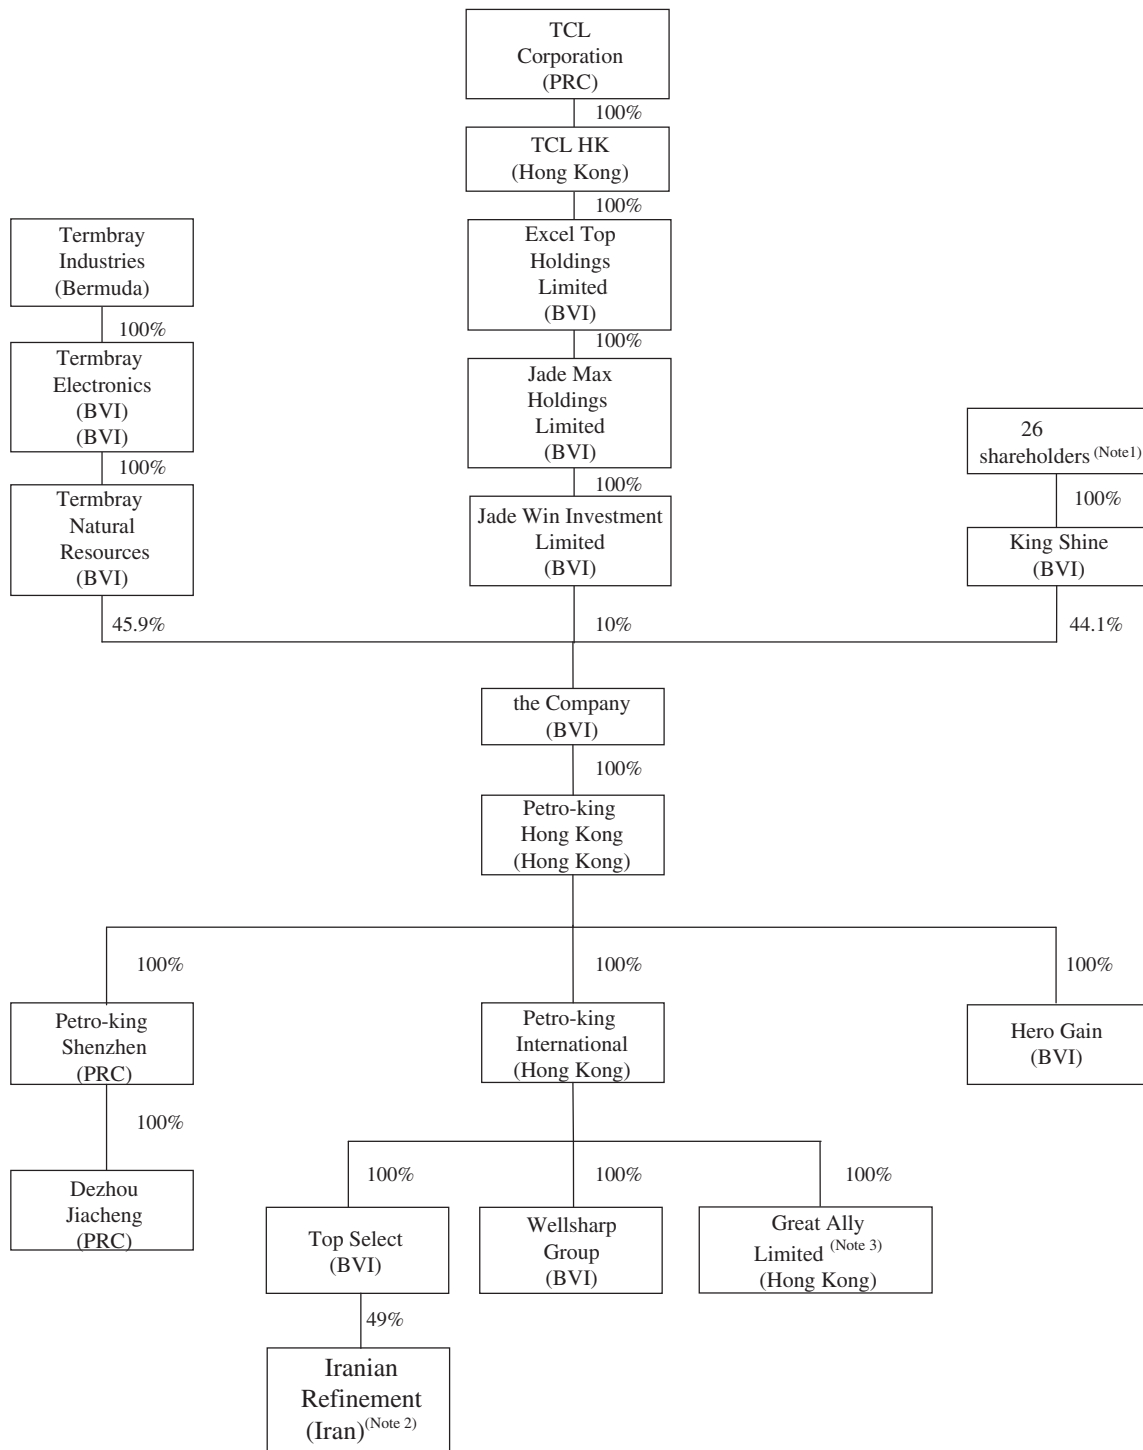 TCL
Corporation
(PRC)
100%
TCL HK
(Hong Kong)
100%
Excel Top
Holdings
Limited
(BVI)
100%
Jade Max
Holdings
Limited
(BVI)
100%
Jade Win Investment
Limited
(BVI)
10%
Termbray
Industries
(Bermuda)
100%
Termbray
Electronics
(BVI)
(BVI)
100%
Termbray
Natural
Resources
(BVI)
45.9%
26
shareholders (Note1)
100%
King Shine
(BVI)
44.1%
the Company
(BVI)
100%
Petro-king
Hong Kong
(Hong Kong)
100%
Petro-king
Shenzhen
(PRC)
100%
Dezhou
Jiacheng
(PRC)
100%
Petro-king
International
(Hong Kong)
100%
Hero Gain
(BVI)
100%
Top Select
(BVI)
49%
Iranian
Refinement
(Iran)(Note 2)
100%
Wellsharp
Group
(BVI)
100%
Great Ally
Limited (Note 3)
(Hong Kong)